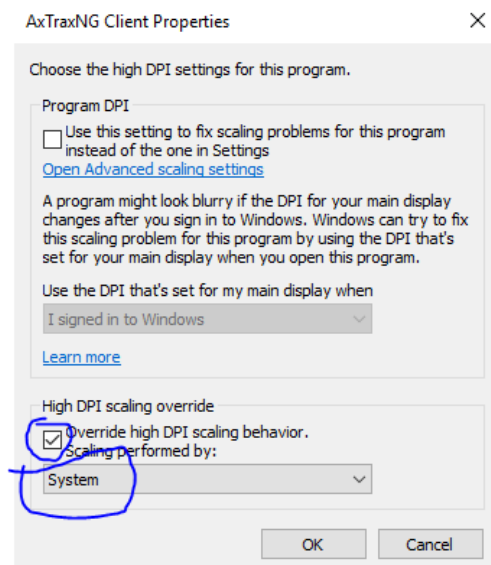 AxTraxNG Client Properties
Choose the high DPI settings for this program.
Program DPI
Use this setting to fix scaling problems for this program
instead of the one in Settings
Open Advanced scaling settings
A program might look blurry if the DPI for your main display
changes after you sign in to Windows. Windows can try to fix
this scaling problem for this program by using the DPI that's
set for your main display when you open this program.
Use the DPI that's set for my main display when
I signed in to Windows
Learn more
High DPI scaling override
Override high DPI scaling behavior.
Scaling performed by:
System
OK
Cancel